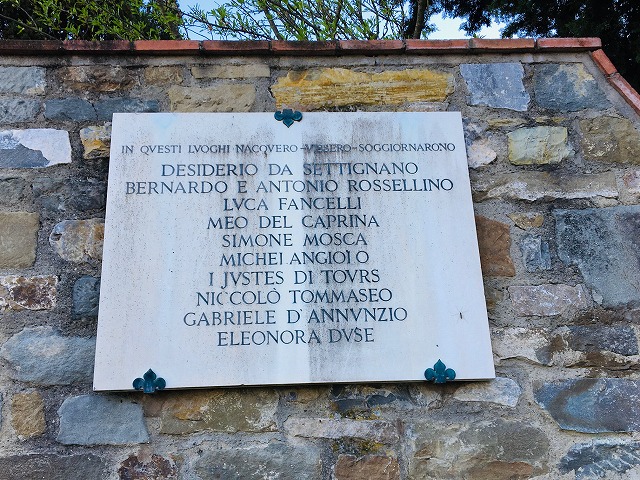 IN QVESTI LVOGHI NACQVERO-VISSERO-SOGGIORNARONO
DESIDERIO DA SETTIGNANO
BERNARDO E ANTONIO ROSSELLINO
LVCA FANCELLI
MEO DEL CAPRINA
SIMONE MOSCA
MICHELANGIOLO
I JVSTES DI TOVRS
NICCOLÒ TOMMASEO
GABRIELE D'ANNVNZIO
ELEONORA DVSE